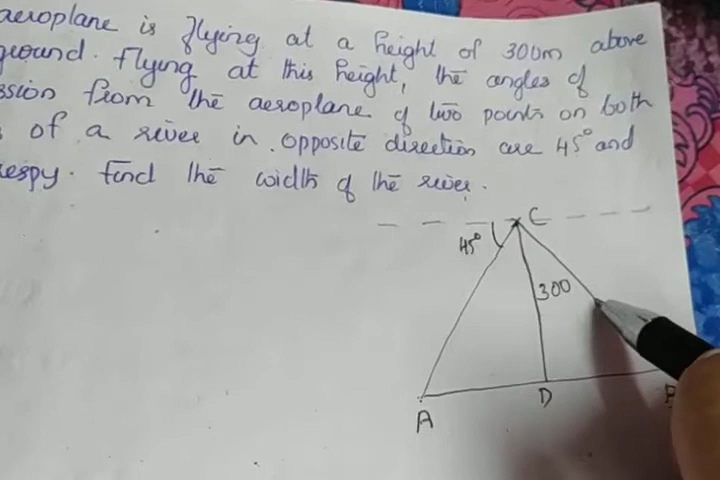 aeroplane is flying at a height of 300m above
ground. flying at this height, the angles of
ssion from the aeroplane of two points on both
s of a river in opposite direction are 45° and
respy. Find the width of the river.
C
45°
300
A
D
B